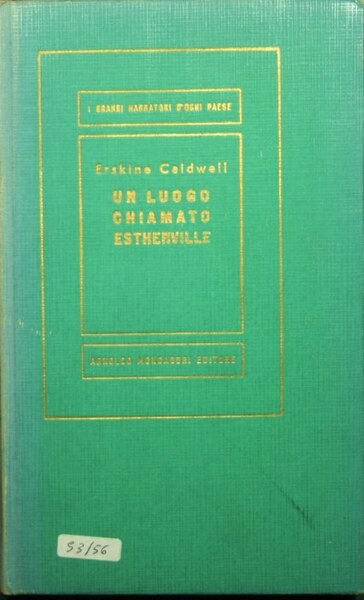 I GRANDI NARRATORI D'OGNI PAESE
Erskine Caldwell
UN LUOGO
CHIAMATO
ESTHERVILLE
ARNOLDO MONDADORI EDITORE
53/56